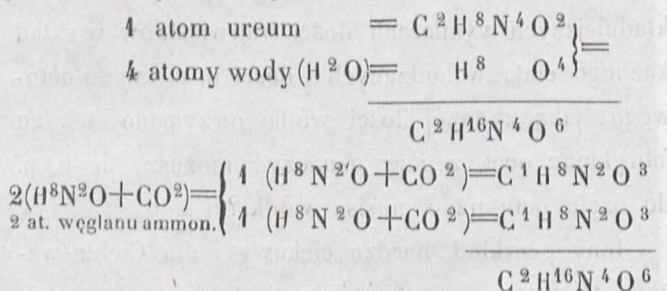 1 atom ureum = C²H⁸N⁴O²
4 atomy wody (H²O)= H⁸ O⁴ } =
C²H¹⁶N⁴O⁶
1 (H⁸N²O+CO²)=C¹H⁸N²O³
2(H⁸N²O+CO²)={
2 at. węglanu ammon. 1 (H⁸N²O+CO²)=C¹H⁸N²O³
C²H¹⁶N⁴O⁶